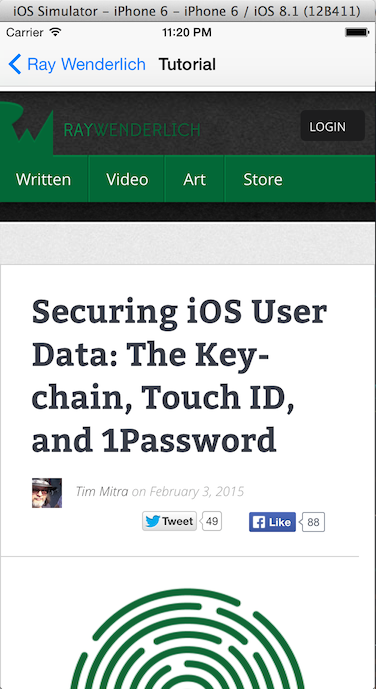 iOS Simulator - iPhone 6 - iPhone 6 / iOS 8.1 (12B411)
Carrier 11:20 PM
Ray Wenderlich Tutorial
RAYWENDERLICH LOGIN
Written Video Art Store
Securing iOS User
Data: The Key-
chain, Touch ID,
and 1Password
Tim Mitra on February 3, 2015
Tweet 49 Like 88